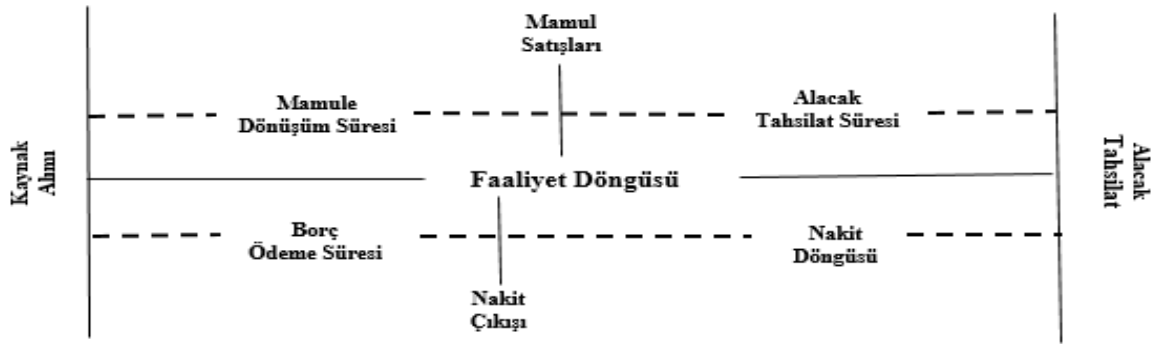 Mamul
Satışları
Mamule
Dönüşüm Süresi
Alacak
Tahsilat Süresi
Kaynak
Alımı
Faaliyet Döngüsü
Alacak
Tahsilat
Borç
Ödeme Süresi
Nakit
Döngüsü
Nakit
Çıkışı